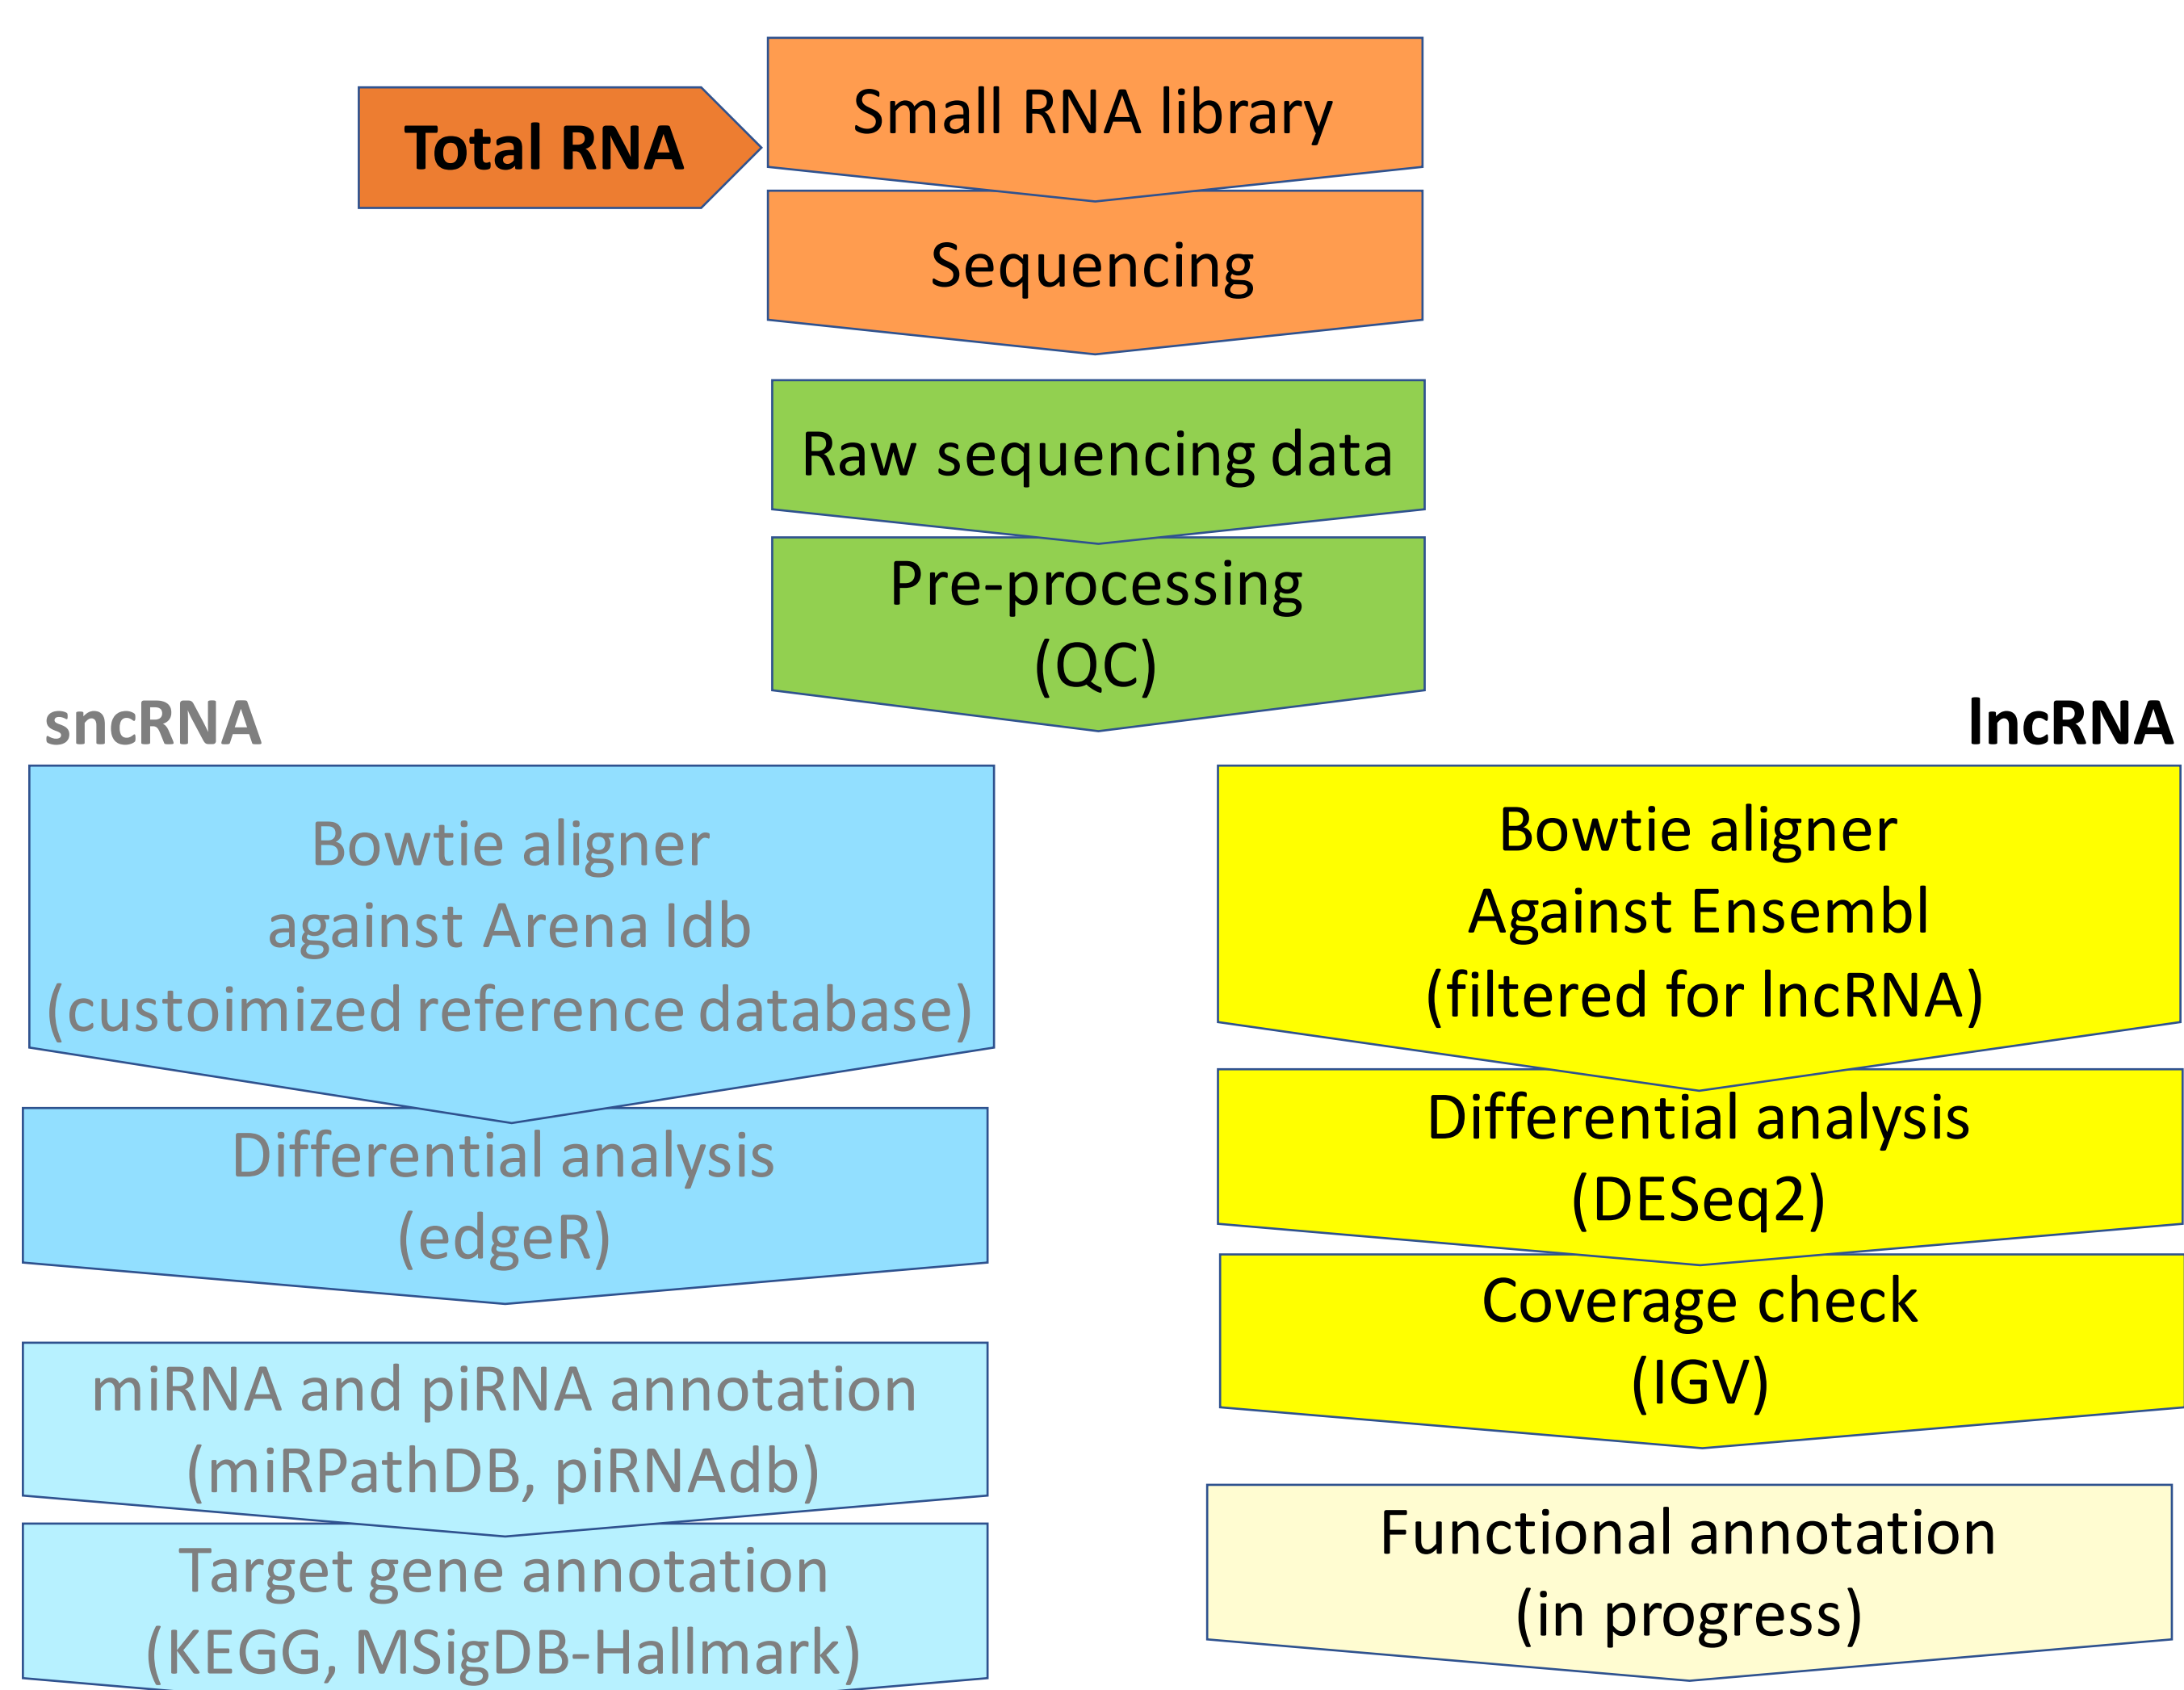 Total RNA
Small RNA library
Sequencing
Raw sequencing data
Pre-processing
(QC)
sncRNA
Bowtie aligner
against Arena Idb
(custoimized reference database)
Differential analysis
(edgeR)
miRNA and piRNA annotation
(miRPathDB, piRNAdb)
Target gene annotation
(KEGG, MSigDB-Hallmark)
lncRNA
Bowtie aligner
Against Ensembl
(filtered for lncRNA)
Differential analysis
(DESeq2)
Coverage check
(IGV)
Functional annotation
(in progress)